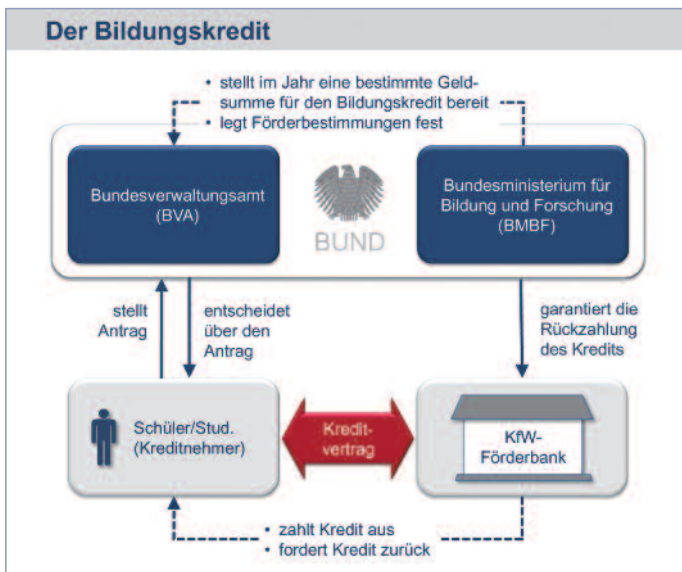 Der Bildungskredit
• stellt im Jahr eine bestimmte Geld-
summe für den Bildungskredit bereit
• legt Förderbestimmungen fest
Bundesverwaltungsamt
(BVA)
BUND
Bundesministerium für
Bildung und Forschung
(BMBF)
stellt
Antrag
entscheidet
über den
Antrag
garantiert die
Rückzahlung
des Kredits
Schüler/Stud.
(Kreditnehmer)
Kredit-
vertrag
KfW-
Förderbank
• zahlt Kredit aus
• fordert Kredit zurück